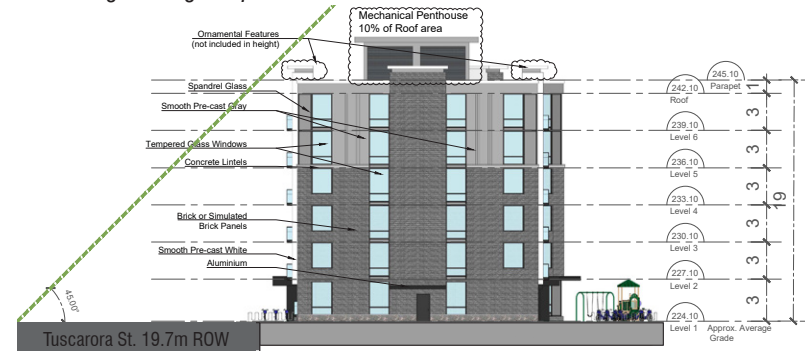 Mechanical Penthouse
10% of Roof area
Ornamental Features
(not included in height)
Spandrel Glass
Smooth Pre-cast Gray
Tempered Glass Windows
Concrete Lintels
Brick or Simulated
Brick Panels
Smooth Pre-cast White
Aluminium
245.10
Parapet
242.10
Roof
239.10
Level 6
236.10
Level 5
233.10
Level 4
230.10
Level 3
227.10
Level 2
224.10
Level 1
Approx. Average
Grade
1
3
3
3
3
3
3
19
45.00°
Tuscarora St. 19.7m ROW